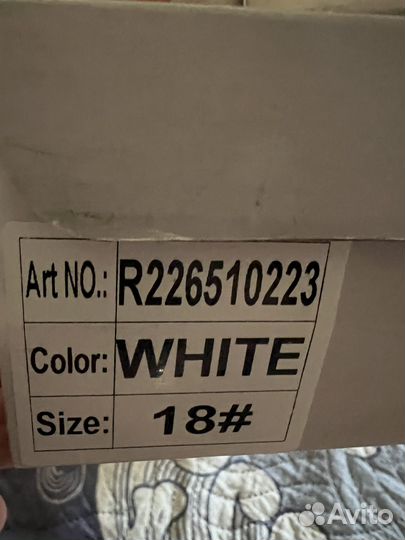 Art NO.: R226510223
Color: WHITE
Size: 18#
Avito